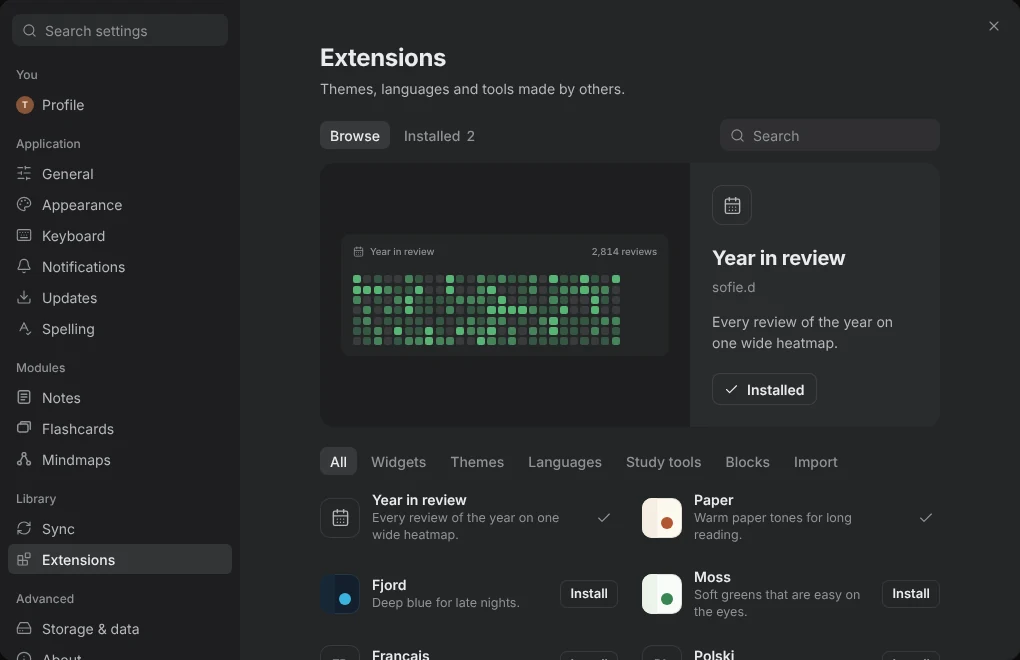 Search settings
You
T
Profile
Application
General
Appearance
Keyboard
Notifications
Updates
Spelling
Modules
Notes
Flashcards
Mindmaps
Library
Sync
Extensions
Advanced
Storage & data
About
Extensions
Themes, languages and tools made by others.
Browse
Installed 2
Search
Year in review
2,814 reviews
Year in review
sofie.d
Every review of the year on
one wide heatmap.
Installed
All
Widgets
Themes
Languages
Study tools
Blocks
Import
Year in review
Every review of the year on one
wide heatmap.
Paper
Warm paper tones for long
reading.
Fjord
Deep blue for late nights.
Install
Moss
Soft greens that are easy on
the eyes.
Install
Français
Polski